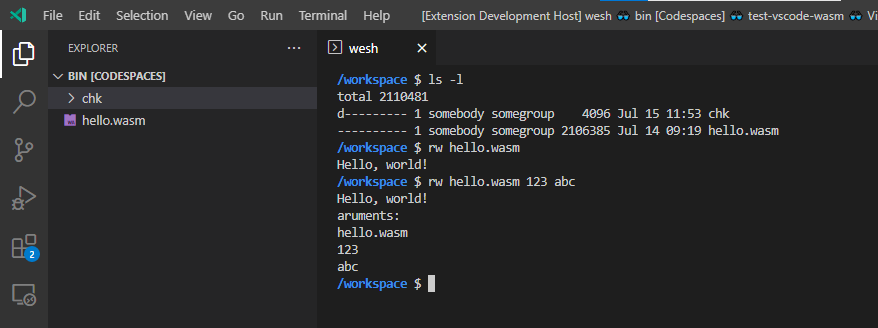 File Edit Selection View Go Run Terminal Help [Extension Development Host] wesh 🕶 bin [Codespaces] 🕶 test-vscode-wasm 🕶 Vi
EXPLORER ···
wesh
BIN [CODESPACES]
chk
hello.wasm
2
/workspace $ ls -l
total 2110481
d--------- 1 somebody somegroup    4096 Jul 15 11:53 chk
---------- 1 somebody somegroup 2106385 Jul 14 09:19 hello.wasm
/workspace $ rw hello.wasm
Hello, world!
/workspace $ rw hello.wasm 123 abc
Hello, world!
aruments:
hello.wasm
123
abc
/workspace $